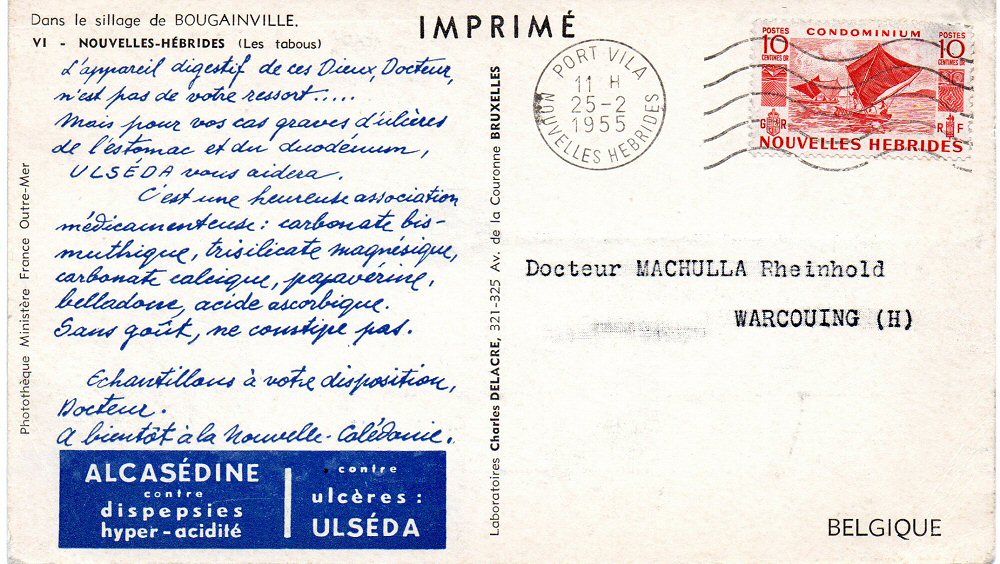 Dans le sillage de BOUGAINVILLE.
VI - NOUVELLES-HÉBRIDES (Les tabous)
L'appareil digestif de ces Dieux, Docteur,
n'est pas de votre ressort.....
Mais pour vos cas graves d'ulcères
de l'estomac et du duodénum,
ULSÉDA vous aidera.
C'est une heureuse association
médicamenteuse : carbonate bis-
muthique, trisilicate magnésique,
carbonate calcique, papavérine,
belladone, acide ascorbique.
Sans goût, ne constipe pas.
Echantillons à votre disposition,
Docteur.
A bientôt à la Nouvelle-Calédonie.
ALCASÉDINE
contre
dispepsies
hyper-acidité
contre
ulcères :
ULSÉDA
Photothèque Ministère France Outre-Mer
Laboratoires Charles DELACRE, 321-325 Av. de la Couronne BRUXELLES
IMPRIMÉ
PORT VILA
11 H
25-2
1955
NOUVELLES HEBRIDES
POSTES CONDOMINIUM POSTES
10 10
CENTIMES OR CENTIMES OR
G R R F
NOUVELLES HEBRIDES
Docteur MACHULLA Rheinhold
WARCOUING (H)
BELGIQUE